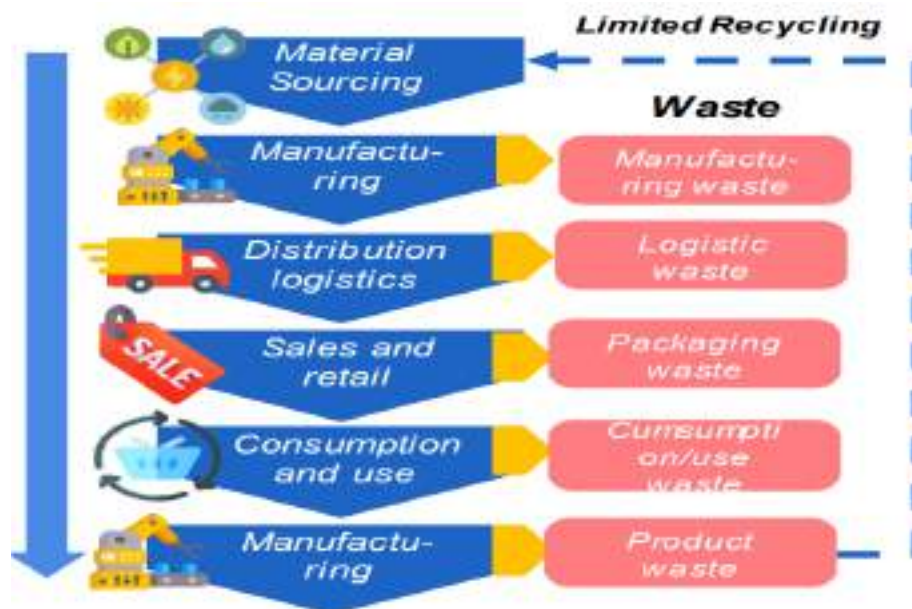 Limited Recycling
Material
Sourcing
Waste
Manufactu-
ring
Manufactu-
ring waste
Distribution
logistics
Logistic
waste
SALE
Sales and
retail
Packaging
waste
Consumption
and use
Cumsumpti
on/use
waste
Manufactu-
ring
Product
waste